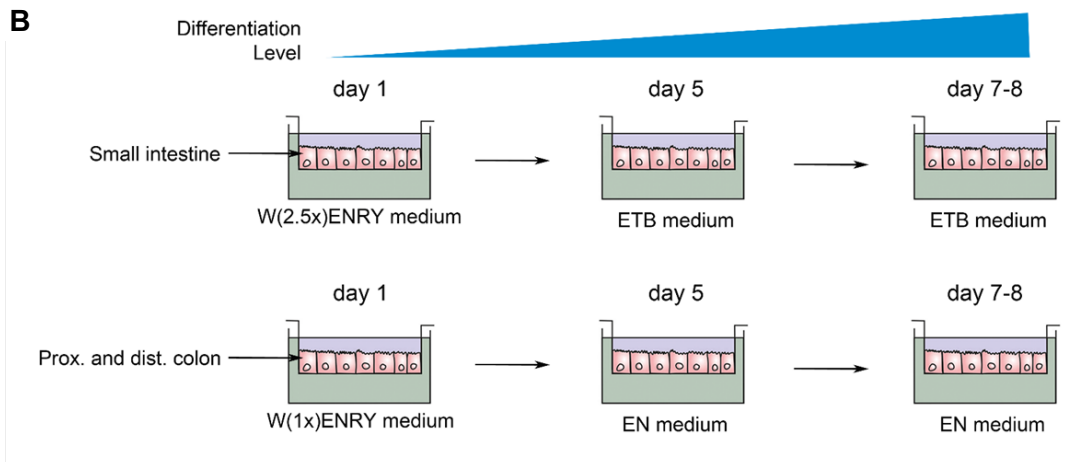 B
Differentiation
Level
day 1
day 5
day 7-8
Small intestine
W(2.5x)ENRY medium
ETB medium
ETB medium
day 1
day 5
day 7-8
Prox. and dist. colon
W(1x)ENRY medium
EN medium
EN medium